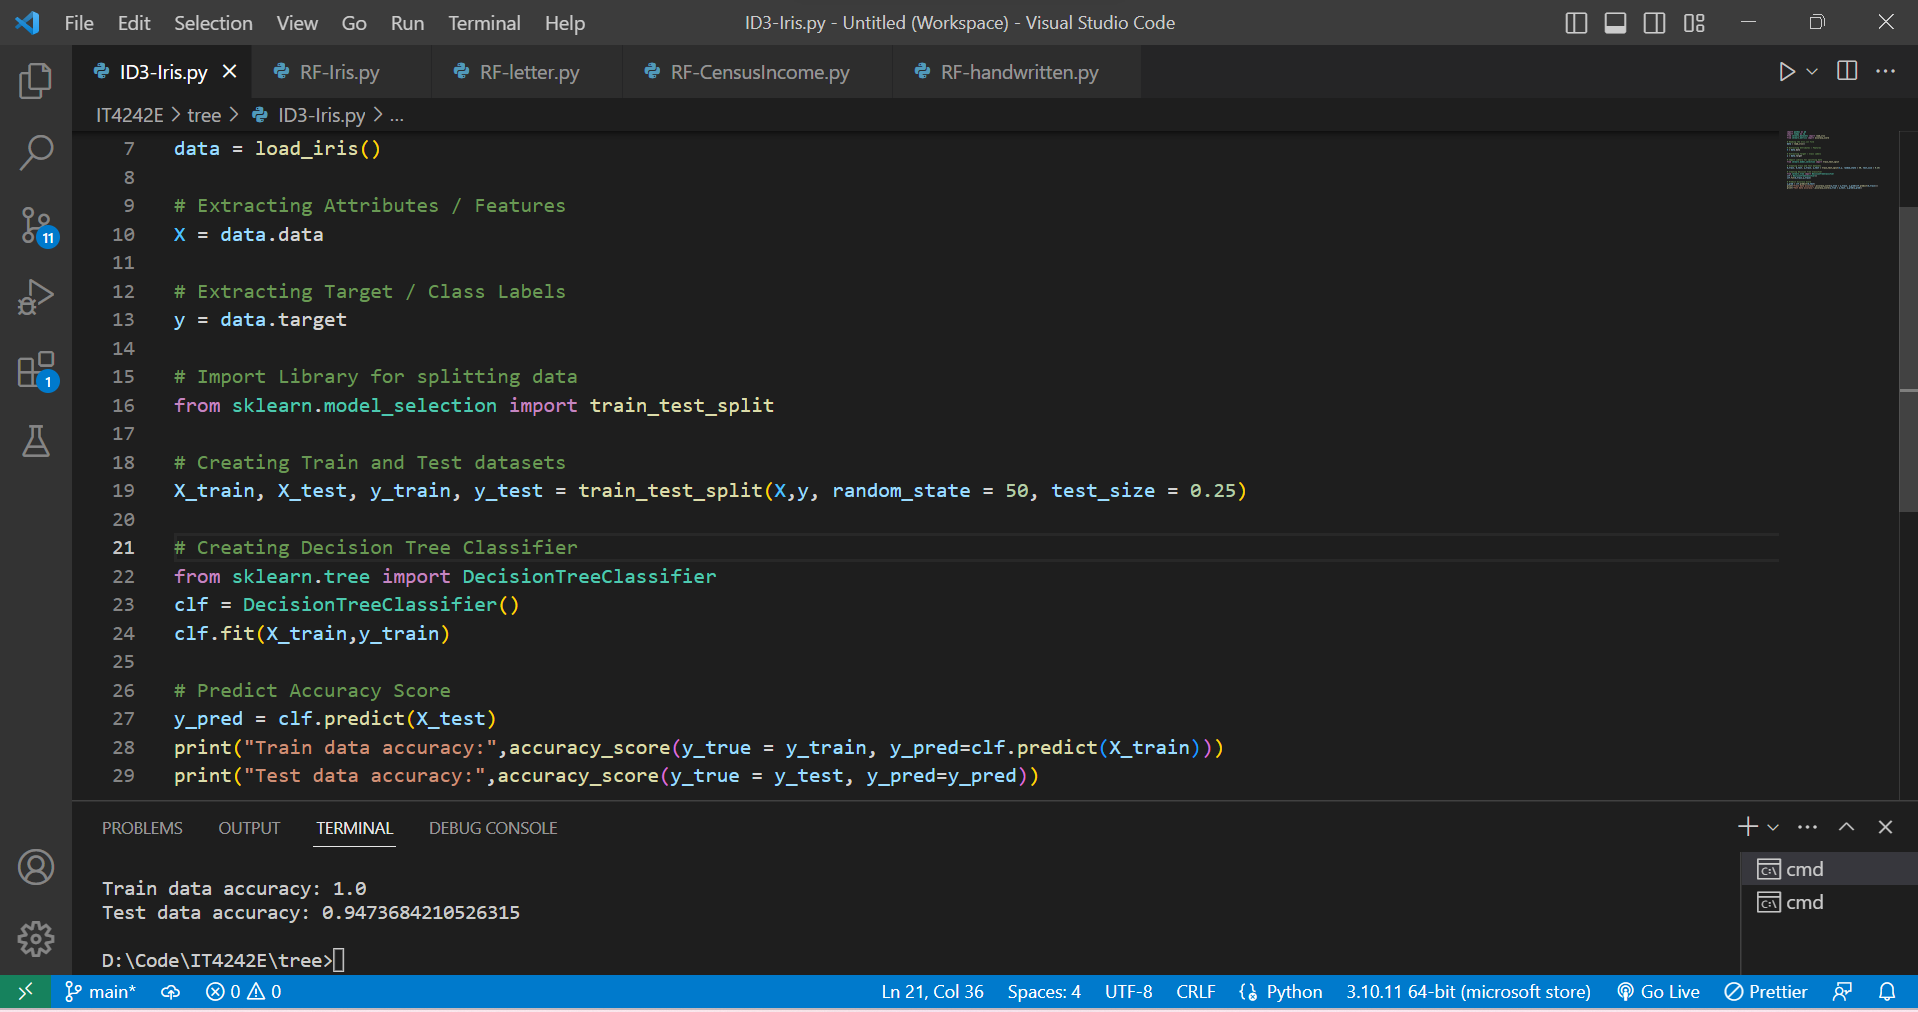 File Edit Selection View Go Run Terminal Help ID3-Iris.py - Untitled (Workspace) - Visual Studio Code
ID3-Iris.py RF-Iris.py RF-letter.py RF-CensusIncome.py RF-handwritten.py
IT4242E > tree > ID3-Iris.py > ...
7 data = load_iris()
8
9 # Extracting Attributes / Features
10 X = data.data
11
12 # Extracting Target / Class Labels
13 y = data.target
14
15 # Import Library for splitting data
16 from sklearn.model_selection import train_test_split
17
18 # Creating Train and Test datasets
19 X_train, X_test, y_train, y_test = train_test_split(X,y, random_state = 50, test_size = 0.25)
20
21 # Creating Decision Tree Classifier
22 from sklearn.tree import DecisionTreeClassifier
23 clf = DecisionTreeClassifier()
24 clf.fit(X_train,y_train)
25
26 # Predict Accuracy Score
27 y_pred = clf.predict(X_test)
28 print("Train data accuracy:",accuracy_score(y_true = y_train, y_pred=clf.predict(X_train)))
29 print("Test data accuracy:",accuracy_score(y_true = y_test, y_pred=y_pred))
11
1
PROBLEMS OUTPUT TERMINAL DEBUG CONSOLE
Train data accuracy: 1.0
Test data accuracy: 0.9473684210526315
D:\Code\IT4242E\tree>
cmd
cmd
main* 0 0 Ln 21, Col 36 Spaces: 4 UTF-8 CRLF Python 3.10.11 64-bit (microsoft store) Go Live Prettier